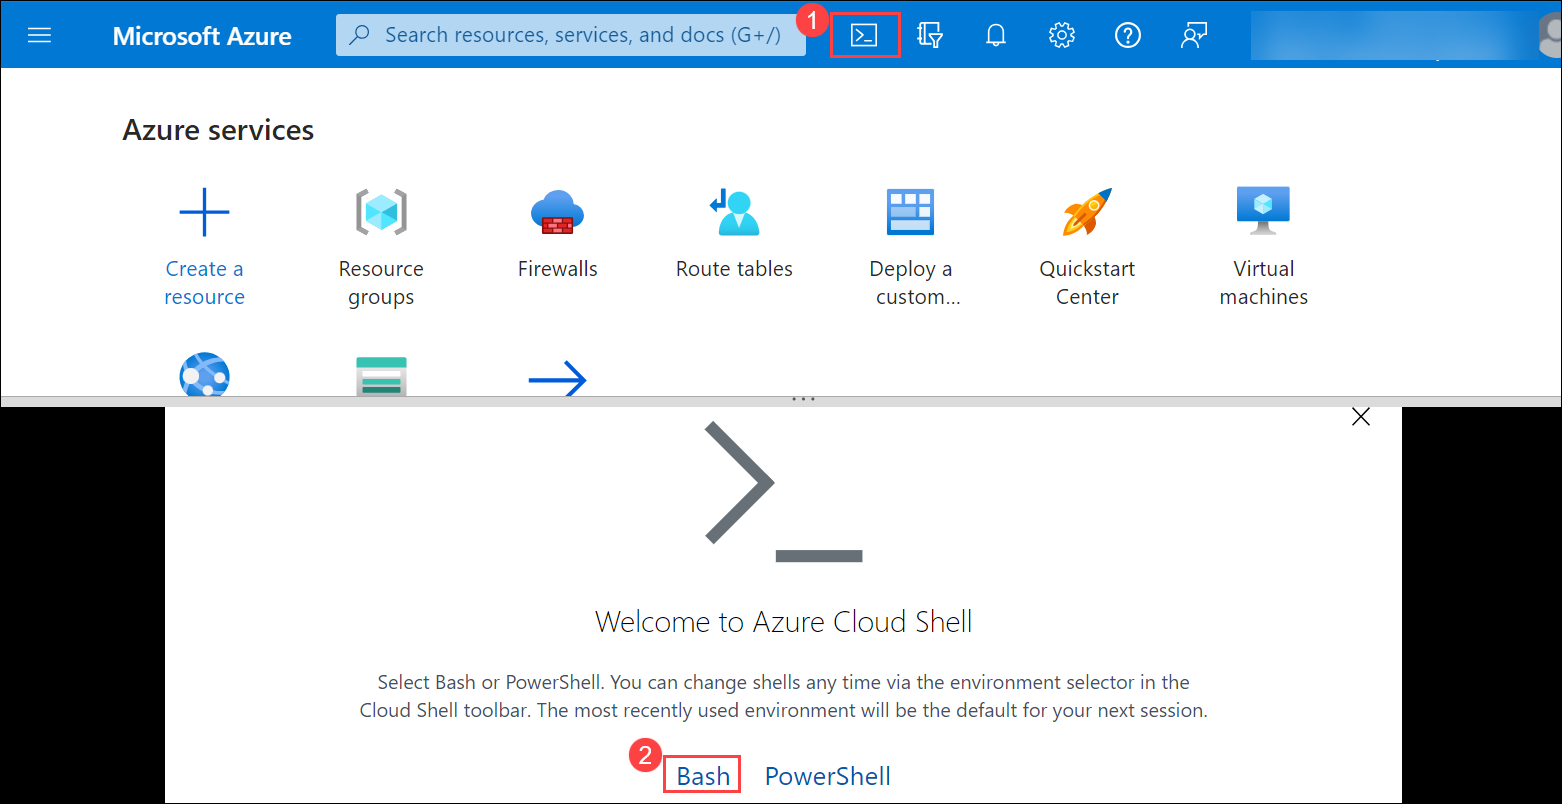 Microsoft Azure
Search resources, services, and docs (G+/)
1
Azure services
Create a
resource
Resource
groups
Firewalls
Route tables
Deploy a
custom...
Quickstart
Center
Virtual
machines
Welcome to Azure Cloud Shell
Select Bash or PowerShell. You can change shells any time via the environment selector in the
Cloud Shell toolbar. The most recently used environment will be the default for your next session.
2
Bash
PowerShell